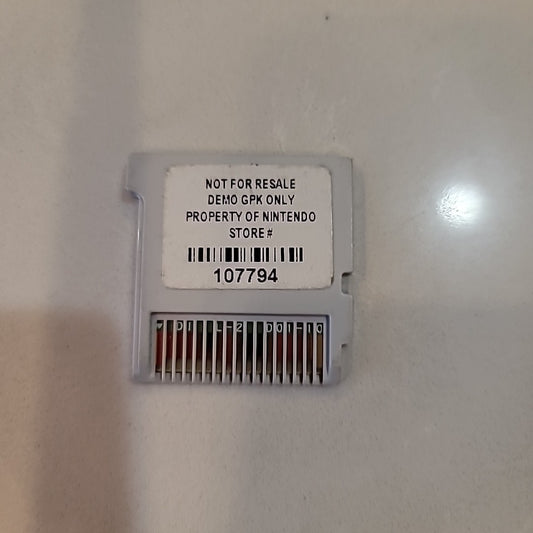 NOT FOR RESALE
DEMO GPK ONLY
PROPERTY OF NINTENDO
STORE #
107794